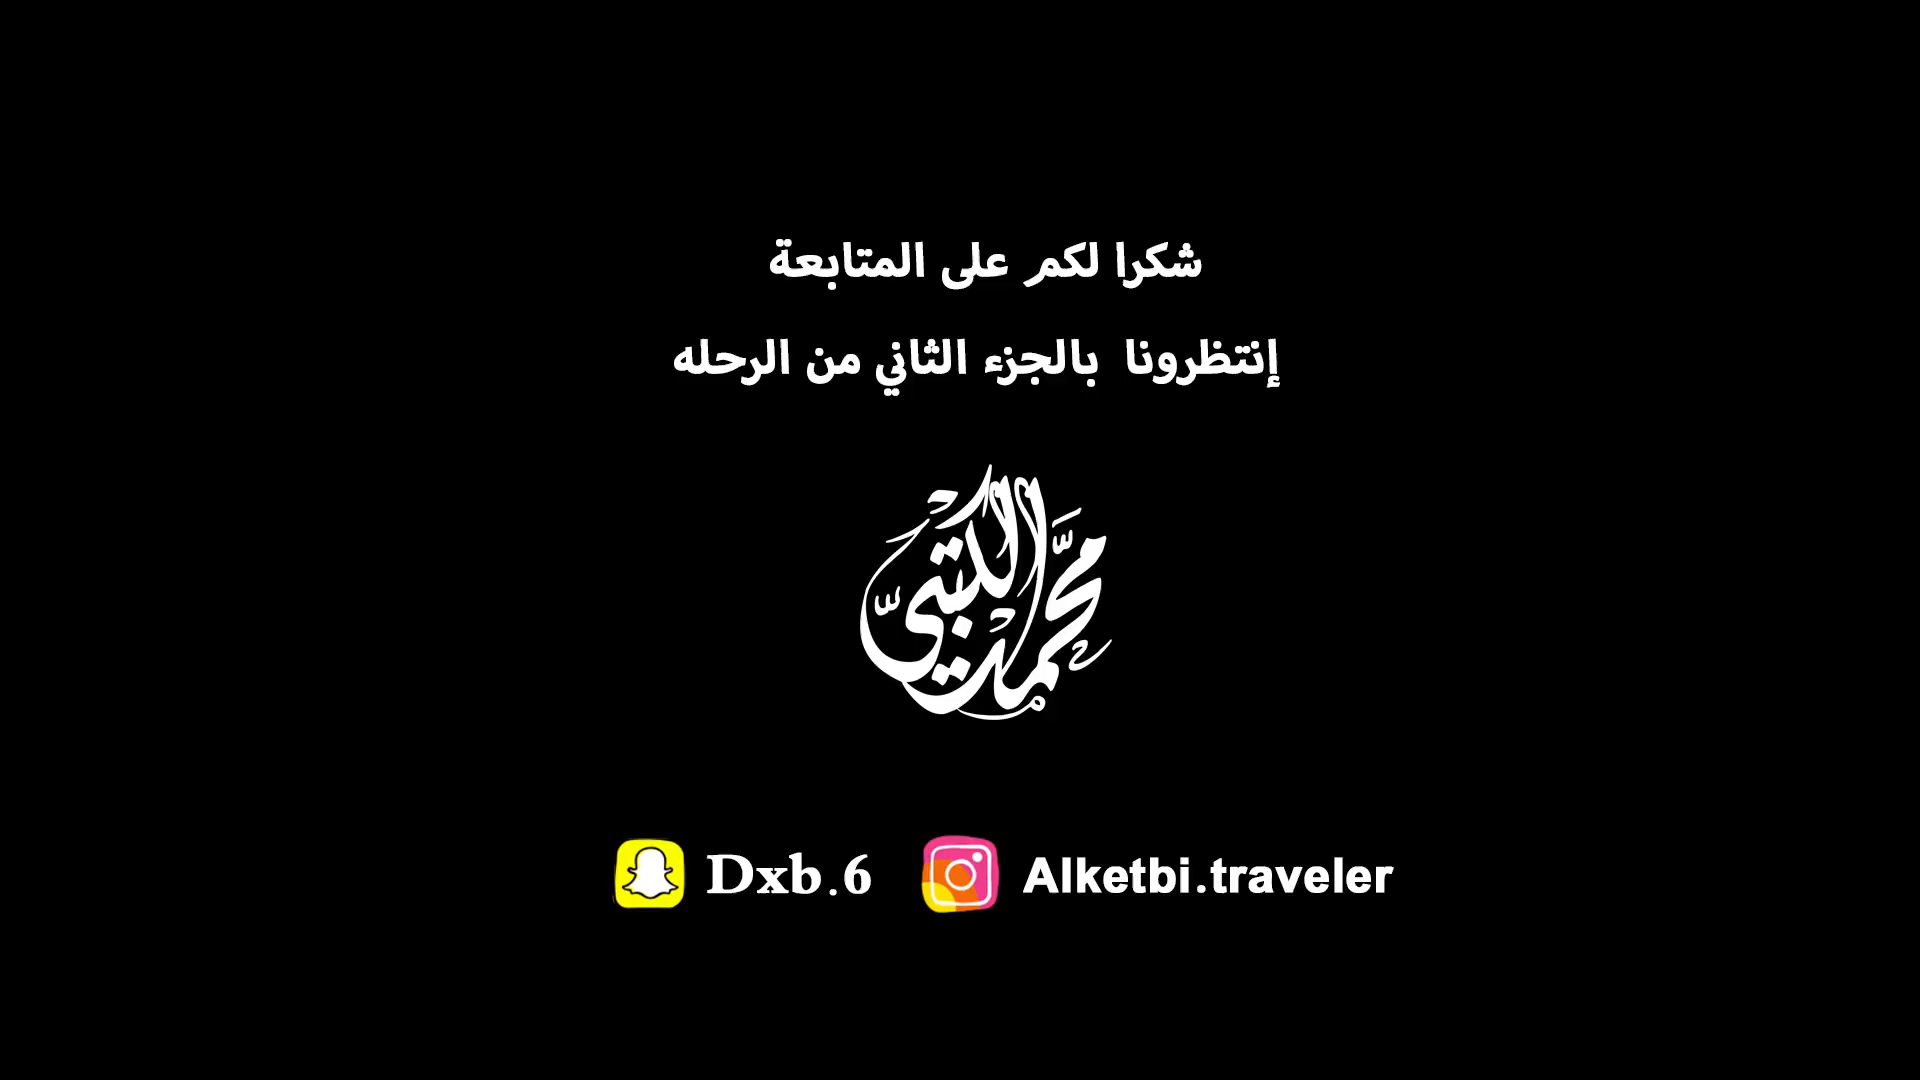 شكرا لكم على المتابعة
إنتظرونا بالجزء الثاني من الرحله
محمد الكتبي
Dxb.6
Alketbi.traveler